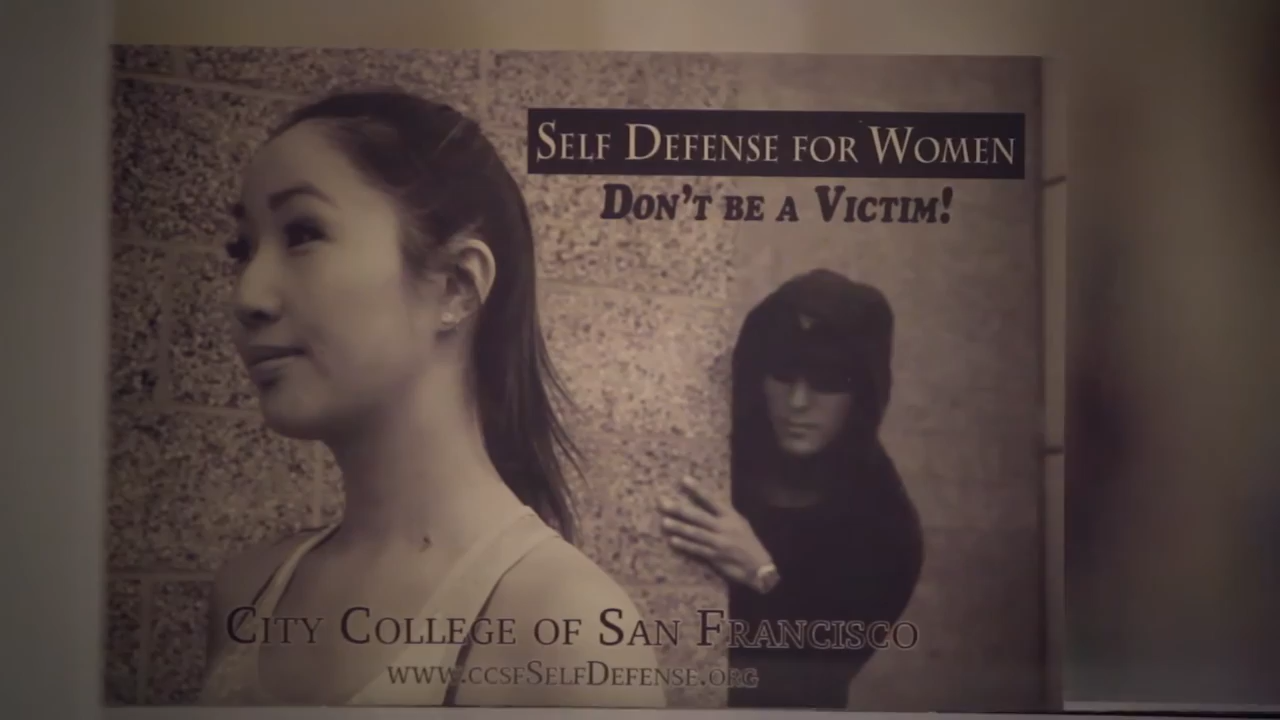 Self Defense for Women
Don't be a Victim!
City College of San Francisco
www.ccsfSelfDefense.org